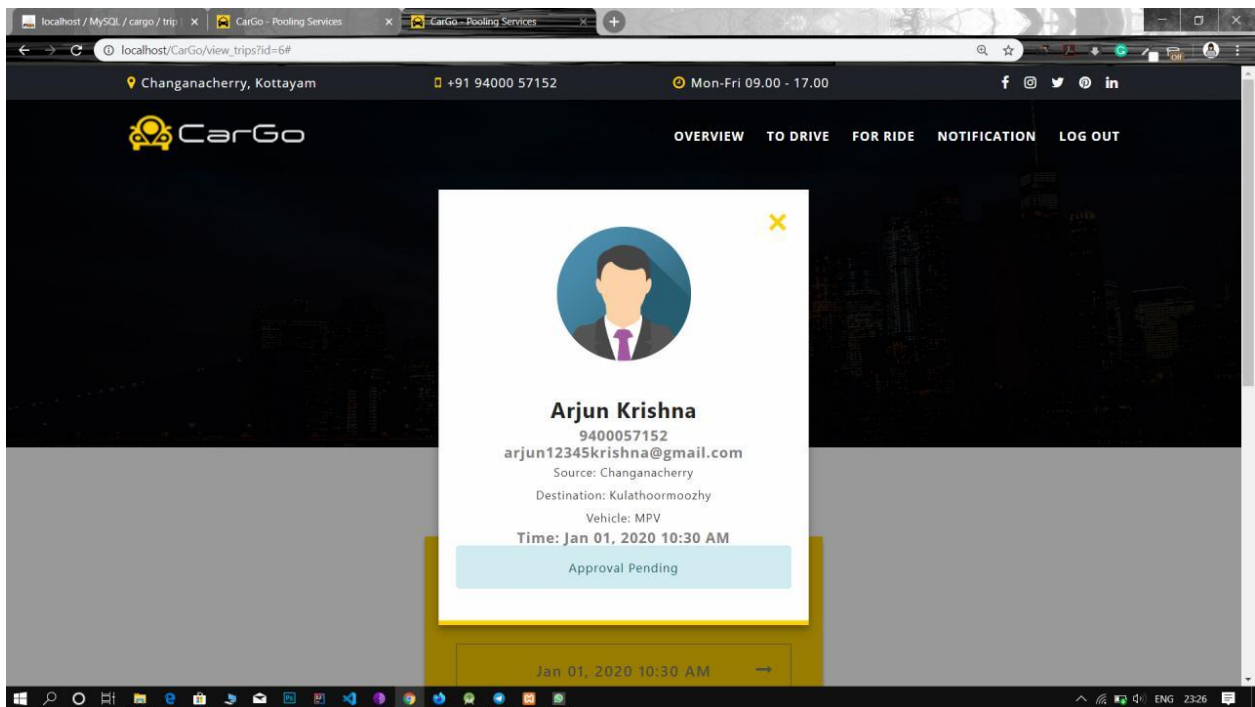 localhost / MySQL / cargo / trip
CarGo - Pooling Services
CarGo - Pooling Services
localhost/CarGo/view_trips?id=6#
Off
Changanacherry, Kottayam
+91 94000 57152
Mon-Fri 09.00 - 17.00
CarGo
OVERVIEW TO DRIVE FOR RIDE NOTIFICATION LOG OUT
Arjun Krishna
9400057152
arjun12345krishna@gmail.com
Source: Changanacherry
Destination: Kulathoormoozhy
Vehicle: MPV
Time: Jan 01, 2020 10:30 AM
Approval Pending
Jan 01, 2020 10:30 AM
ENG 23:26